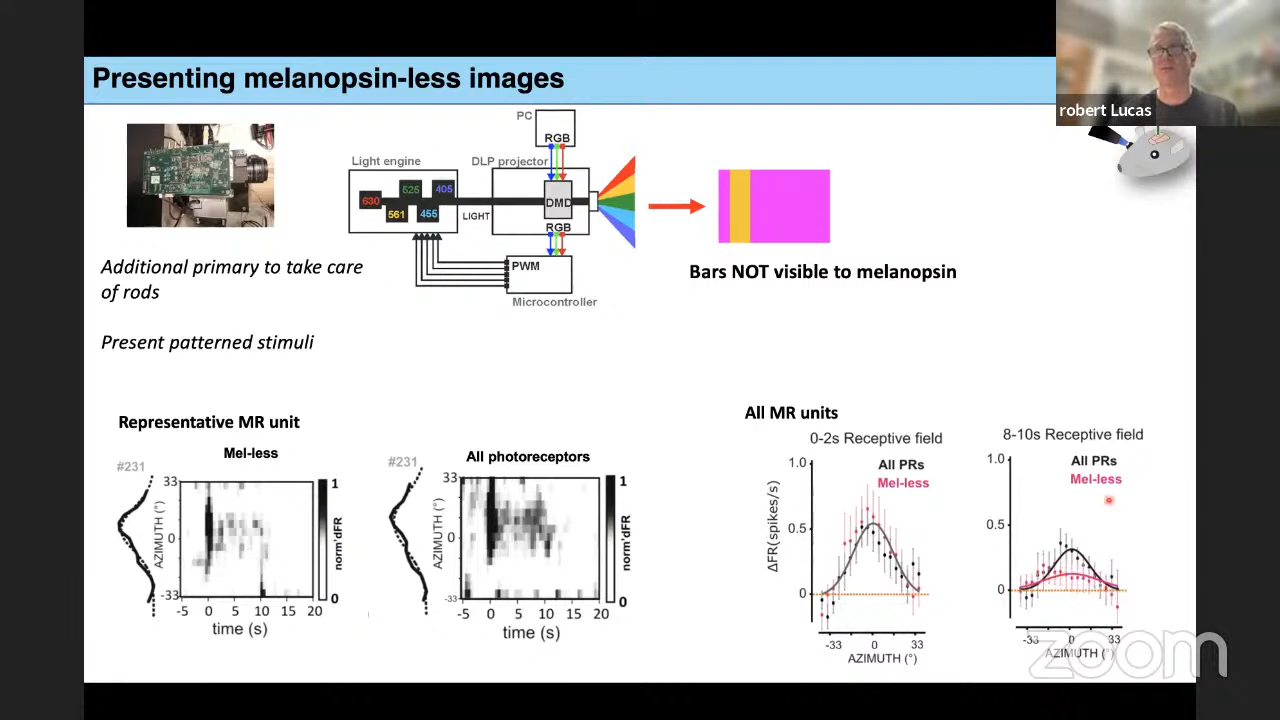 Presenting melanopsin-less images
robert Lucas
PC
RGB
Light engine
DLP projector
525
405
630
561
455
LIGHT
DMD
RGB
PWM
Microcontroller
Additional primary to take care
of rods
Present patterned stimuli
Bars NOT visible to melanopsin
Representative MR unit
Mel-less
#231
33
0
-33
AZIMUTH (°)
-5 0 5 10 15 20
time (s)
1
0
norm'dFR
All photoreceptors
#231
33
0
-33
AZIMUTH (°)
-5 0 5 10 15 20
time (s)
1
0
norm'dFR
All MR units
0-2s Receptive field
All PRs
Mel-less
1.0
0.5
0
ΔFR(spikes/s)
-33 0 33
AZIMUTH (°)
8-10s Receptive field
All PRs
Mel-less
1.0
0.5
0
-33 0 33
AZIMUTH (°)
zoom